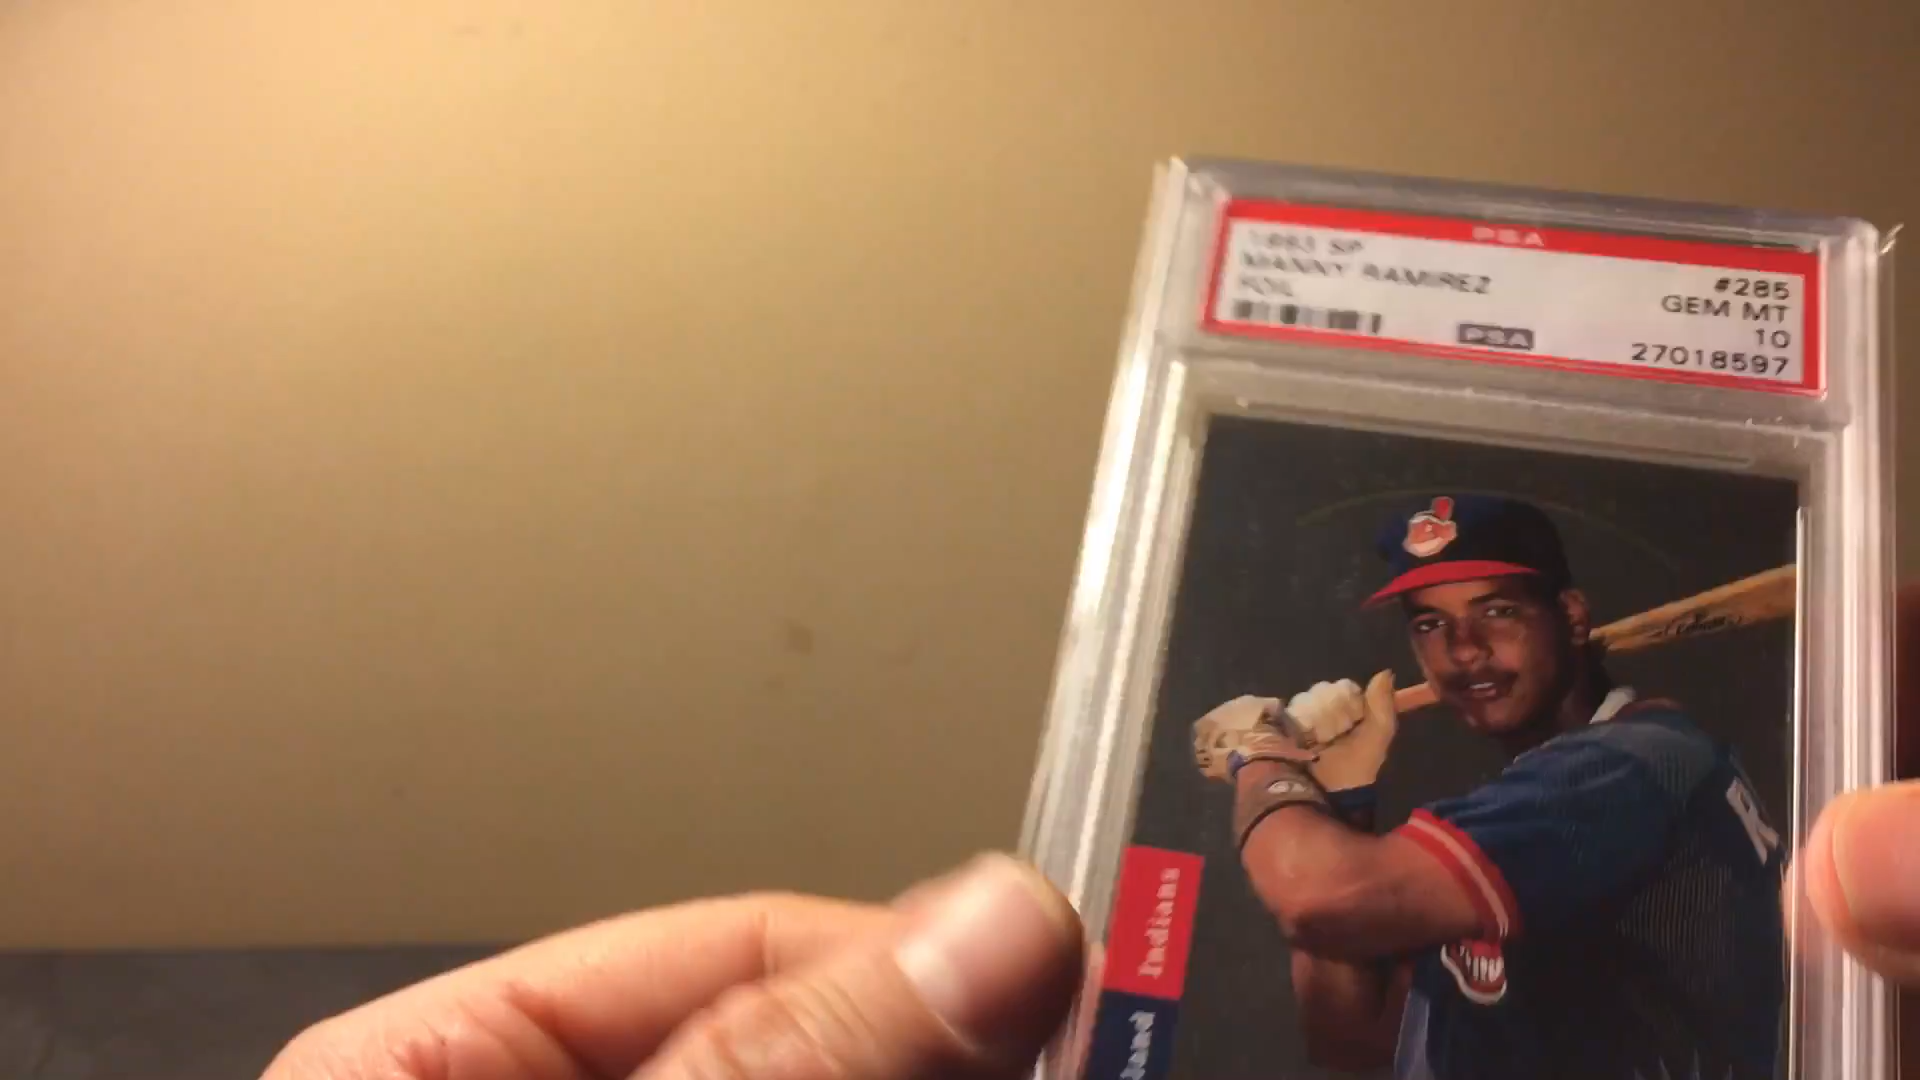 PSA
1993 SP
MANNY RAMIREZ
FOIL
#285
GEM MT
10
27018597
PSA
Indians